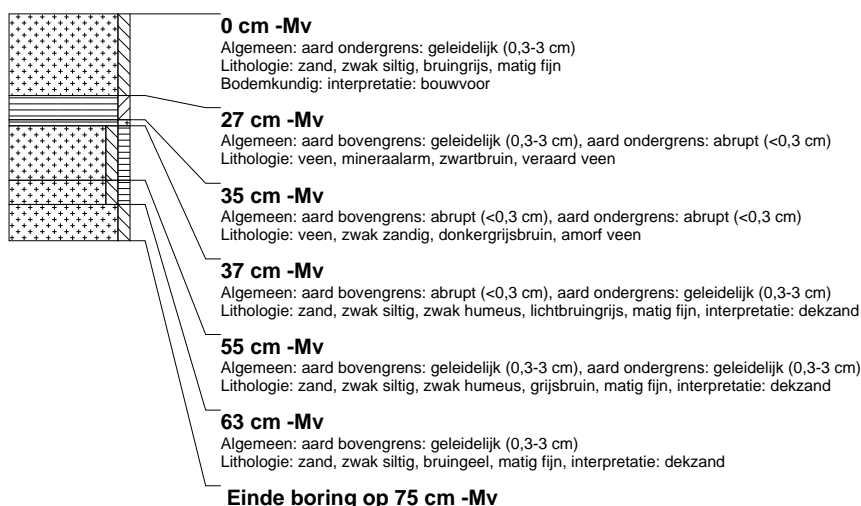 0 cm -Mv
Algemeen: aard ondergrens: geleidelijk (0,3-3 cm)
Lithologie: zand, zwak siltig, bruingrijs, matig fijn
Bodemkundig: interpretatie: bouwvoor
27 cm -Mv
Algemeen: aard bovengrens: geleidelijk (0,3-3 cm), aard ondergrens: abrupt (<0,3 cm)
Lithologie: veen, mineraalarm, zwartbruin, veraard veen
35 cm -Mv
Algemeen: aard bovengrens: abrupt (<0,3 cm), aard ondergrens: abrupt (<0,3 cm)
Lithologie: veen, zwak zandig, donkergrijsbruin, amorf veen
37 cm -Mv
Algemeen: aard bovengrens: abrupt (<0,3 cm), aard ondergrens: geleidelijk (0,3-3 cm)
Lithologie: zand, zwak siltig, zwak humeus, lichtbruingrijs, matig fijn, interpretatie: dekzand
55 cm -Mv
Algemeen: aard bovengrens: geleidelijk (0,3-3 cm), aard ondergrens: geleidelijk (0,3-3 cm)
Lithologie: zand, zwak siltig, zwak humeus, grijsbruin, matig fijn, interpretatie: dekzand
63 cm -Mv
Algemeen: aard bovengrens: geleidelijk (0,3-3 cm)
Lithologie: zand, zwak siltig, bruingeel, matig fijn, interpretatie: dekzand
Einde boring op 75 cm -Mv